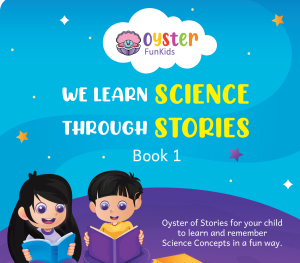 Oyster
FunKids
WE LEARN SCIENCE
THROUGH STORIES
Book 1
Oyster of Stories for your child
to learn and remember
Science Concepts in a fun way.